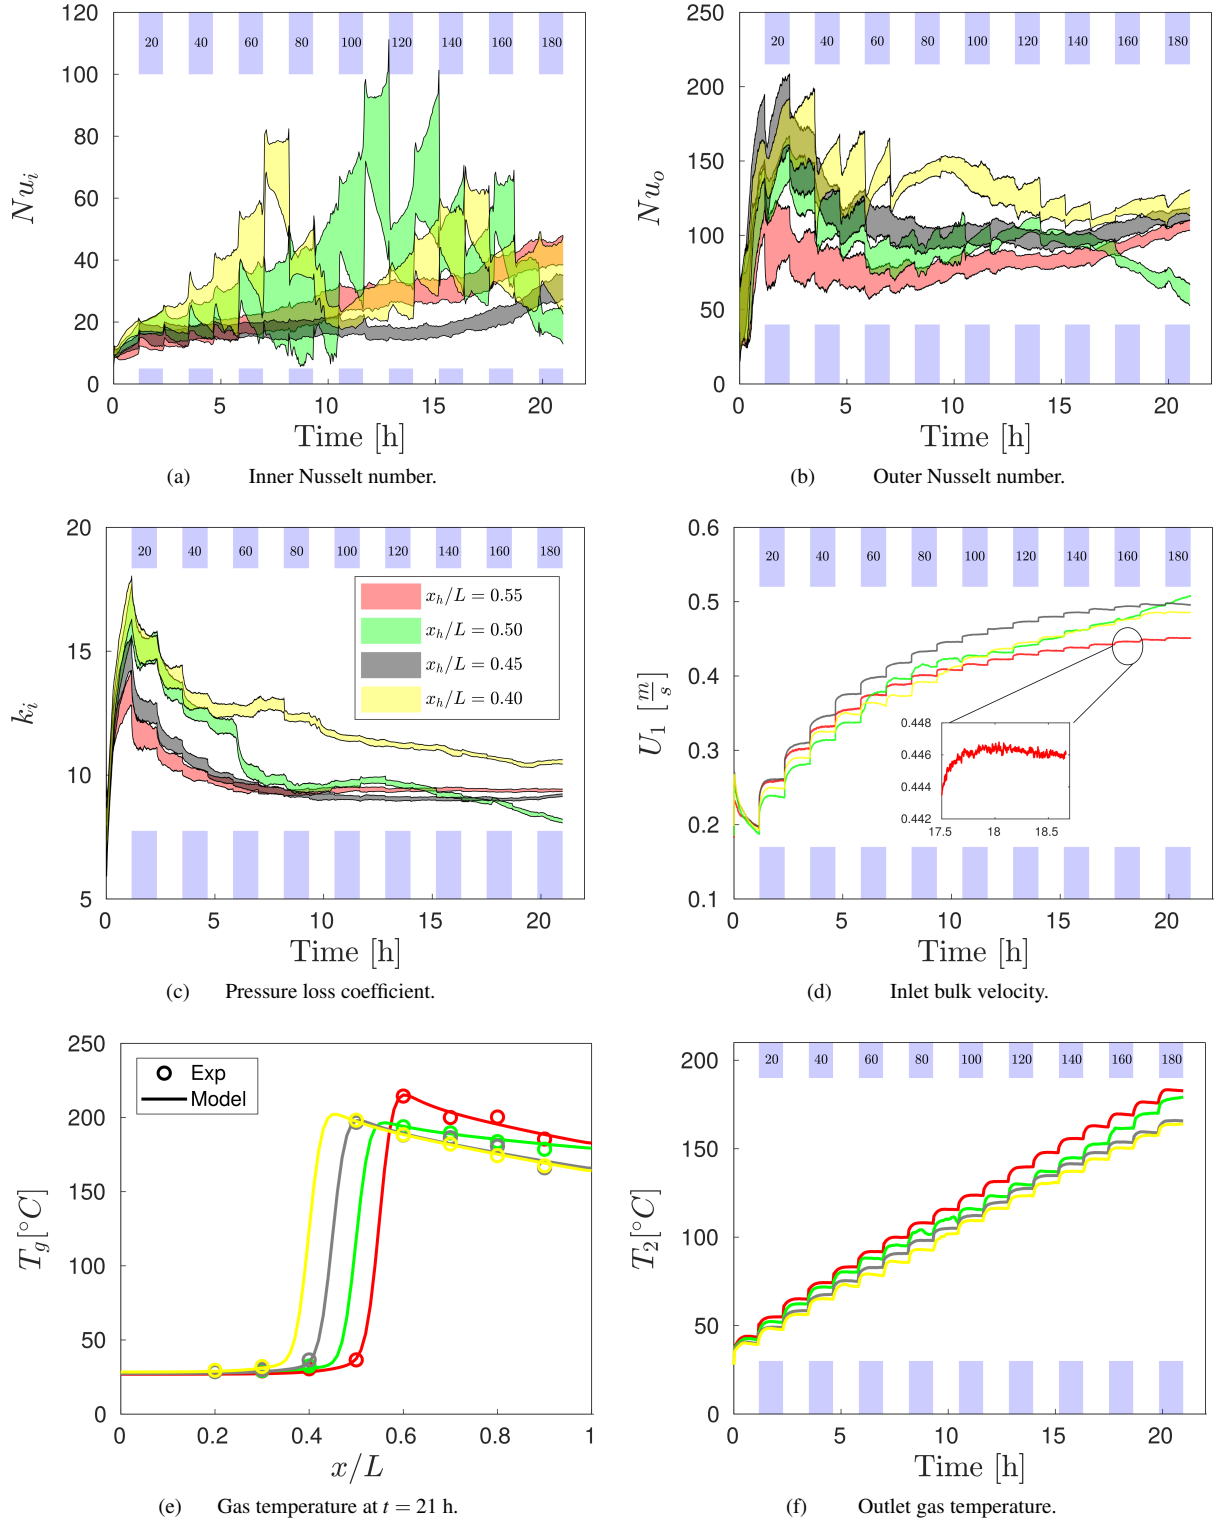 120
100
80
60
40
20
0
20 40 60 80 100 120 140 160 180
Nu_i
0 5 10 15 20
Time [h]
(a) Inner Nusselt number.
250
200
150
100
50
0
20 40 60 80 100 120 140 160 180
Nu_o
0 5 10 15 20
Time [h]
(b) Outer Nusselt number.
20
15
10
5
20 40 60 80 100 120 140 160 180
x_h/L = 0.55
x_h/L = 0.50
x_h/L = 0.45
x_h/L = 0.40
k_i
0 5 10 15 20
Time [h]
(c) Pressure loss coefficient.
0.6
0.5
0.4
0.3
0.2
0.1
20 40 60 80 100 120 140 160 180
U_1 [m/s]
0.448
0.446
0.444
0.442
17.5 18 18.5
0 5 10 15 20
Time [h]
(d) Inlet bulk velocity.
250
200
150
100
50
0
Exp
Model
T_g[°C]
0 0.2 0.4 0.6 0.8 1
x/L
(e) Gas temperature at t = 21 h.
200
150
100
50
0
20 40 60 80 100 120 140 160 180
T_2[°C]
0 5 10 15 20
Time [h]
(f) Outlet gas temperature.